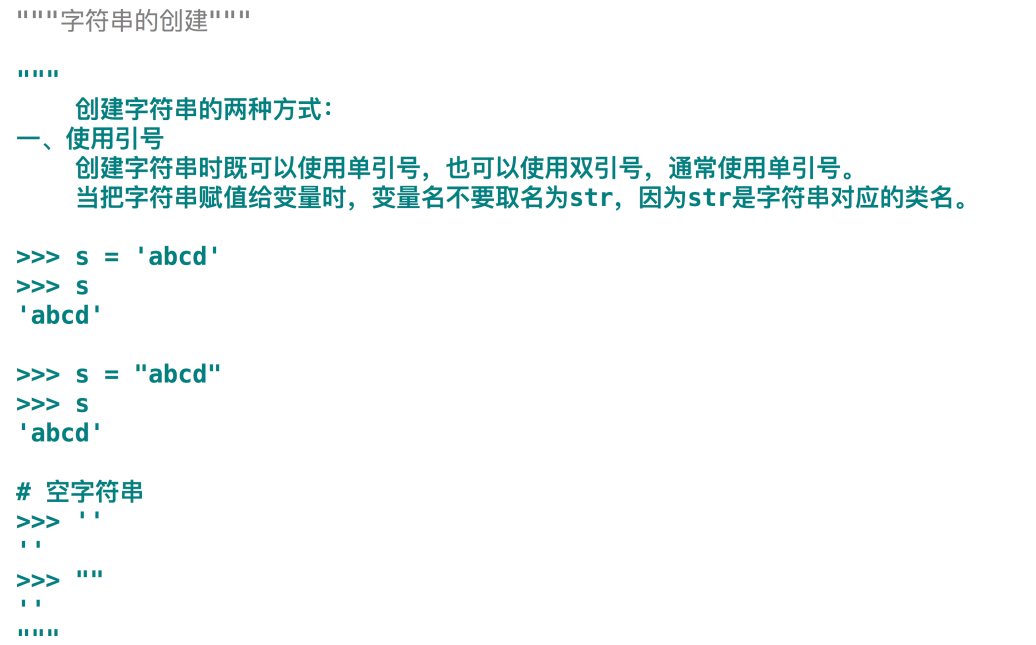 """字符串的创建"""
"""
创建字符串的两种方式：
一、使用引号
创建字符串时既可以使用单引号，也可以使用双引号，通常使用单引号。
当把字符串赋值给变量时，变量名不要取名为str，因为str是字符串对应的类名。
>>> s = 'abcd'
>>> s
'abcd'
>>> s = "abcd"
>>> s
'abcd'
# 空字符串
>>> ''
''
>>> ""
''
"""